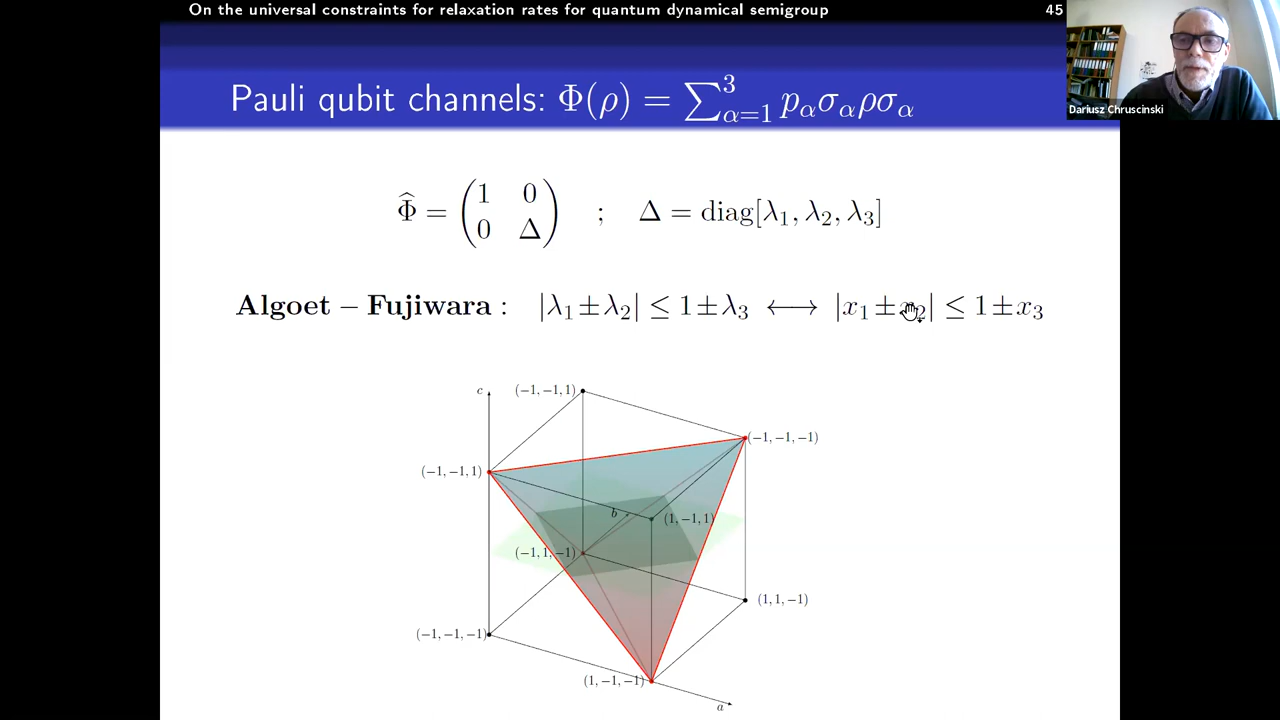 On the universal constraints for relaxation rates for quantum dynamical semigroup
45
Dariusz Chruscinski
Pauli qubit channels: Φ(ρ) = ∑³_{α=1} p_α σ_α ρ σ_α
Φ̂ = (1 0; 0 Δ) ; Δ = diag[λ₁, λ₂, λ₃]
Algoet – Fujiwara : |λ₁ ± λ₂| ≤ 1 ± λ₃ ⟷ |x₁ ± x₂| ≤ 1 ± x₃
c
(−1, −1, 1)
(−1, −1, −1)
(−1, −1, 1)
b
(1, −1, 1)
(−1, 1, −1)
(1, 1, −1)
(−1, −1, −1)
(1, −1, −1)
a